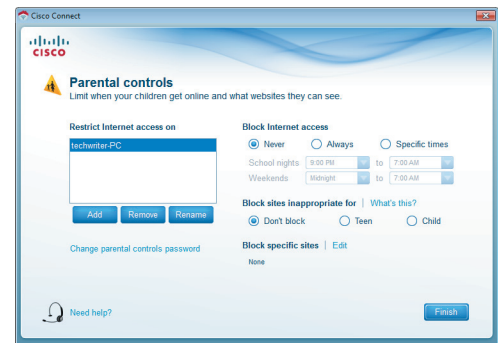 Cisco Connect
CISCO
Parental controls
Limit when your children get online and what websites they can see.
Restrict Internet access on
techwriter-PC
Add Remove Rename
Change parental controls password
Block Internet access
Never Always Specific times
School nights 9:00 PM to 7:00 AM
Weekends Midnight to 7:00 AM
Block sites inappropriate for | What's this?
Don't block Teen Child
Block specific sites | Edit
None
Need help?
Finish